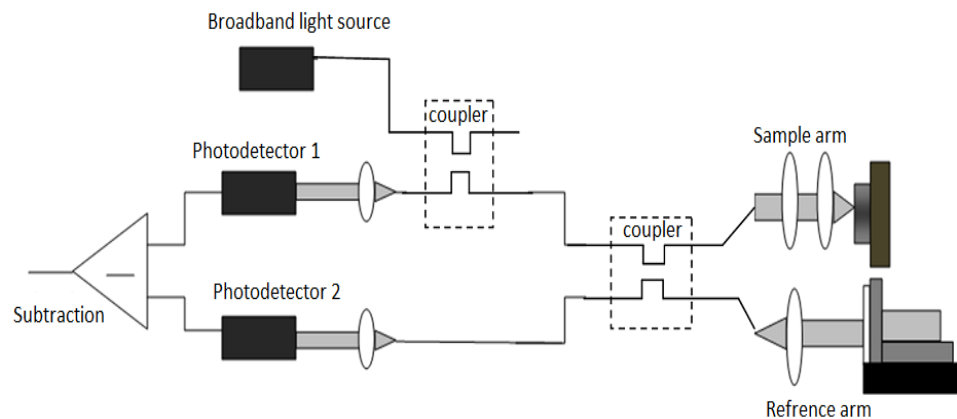 Broadband light source
coupler
Sample arm
Photodetector 1
coupler
Photodetector 2
Subtraction
Refrence arm